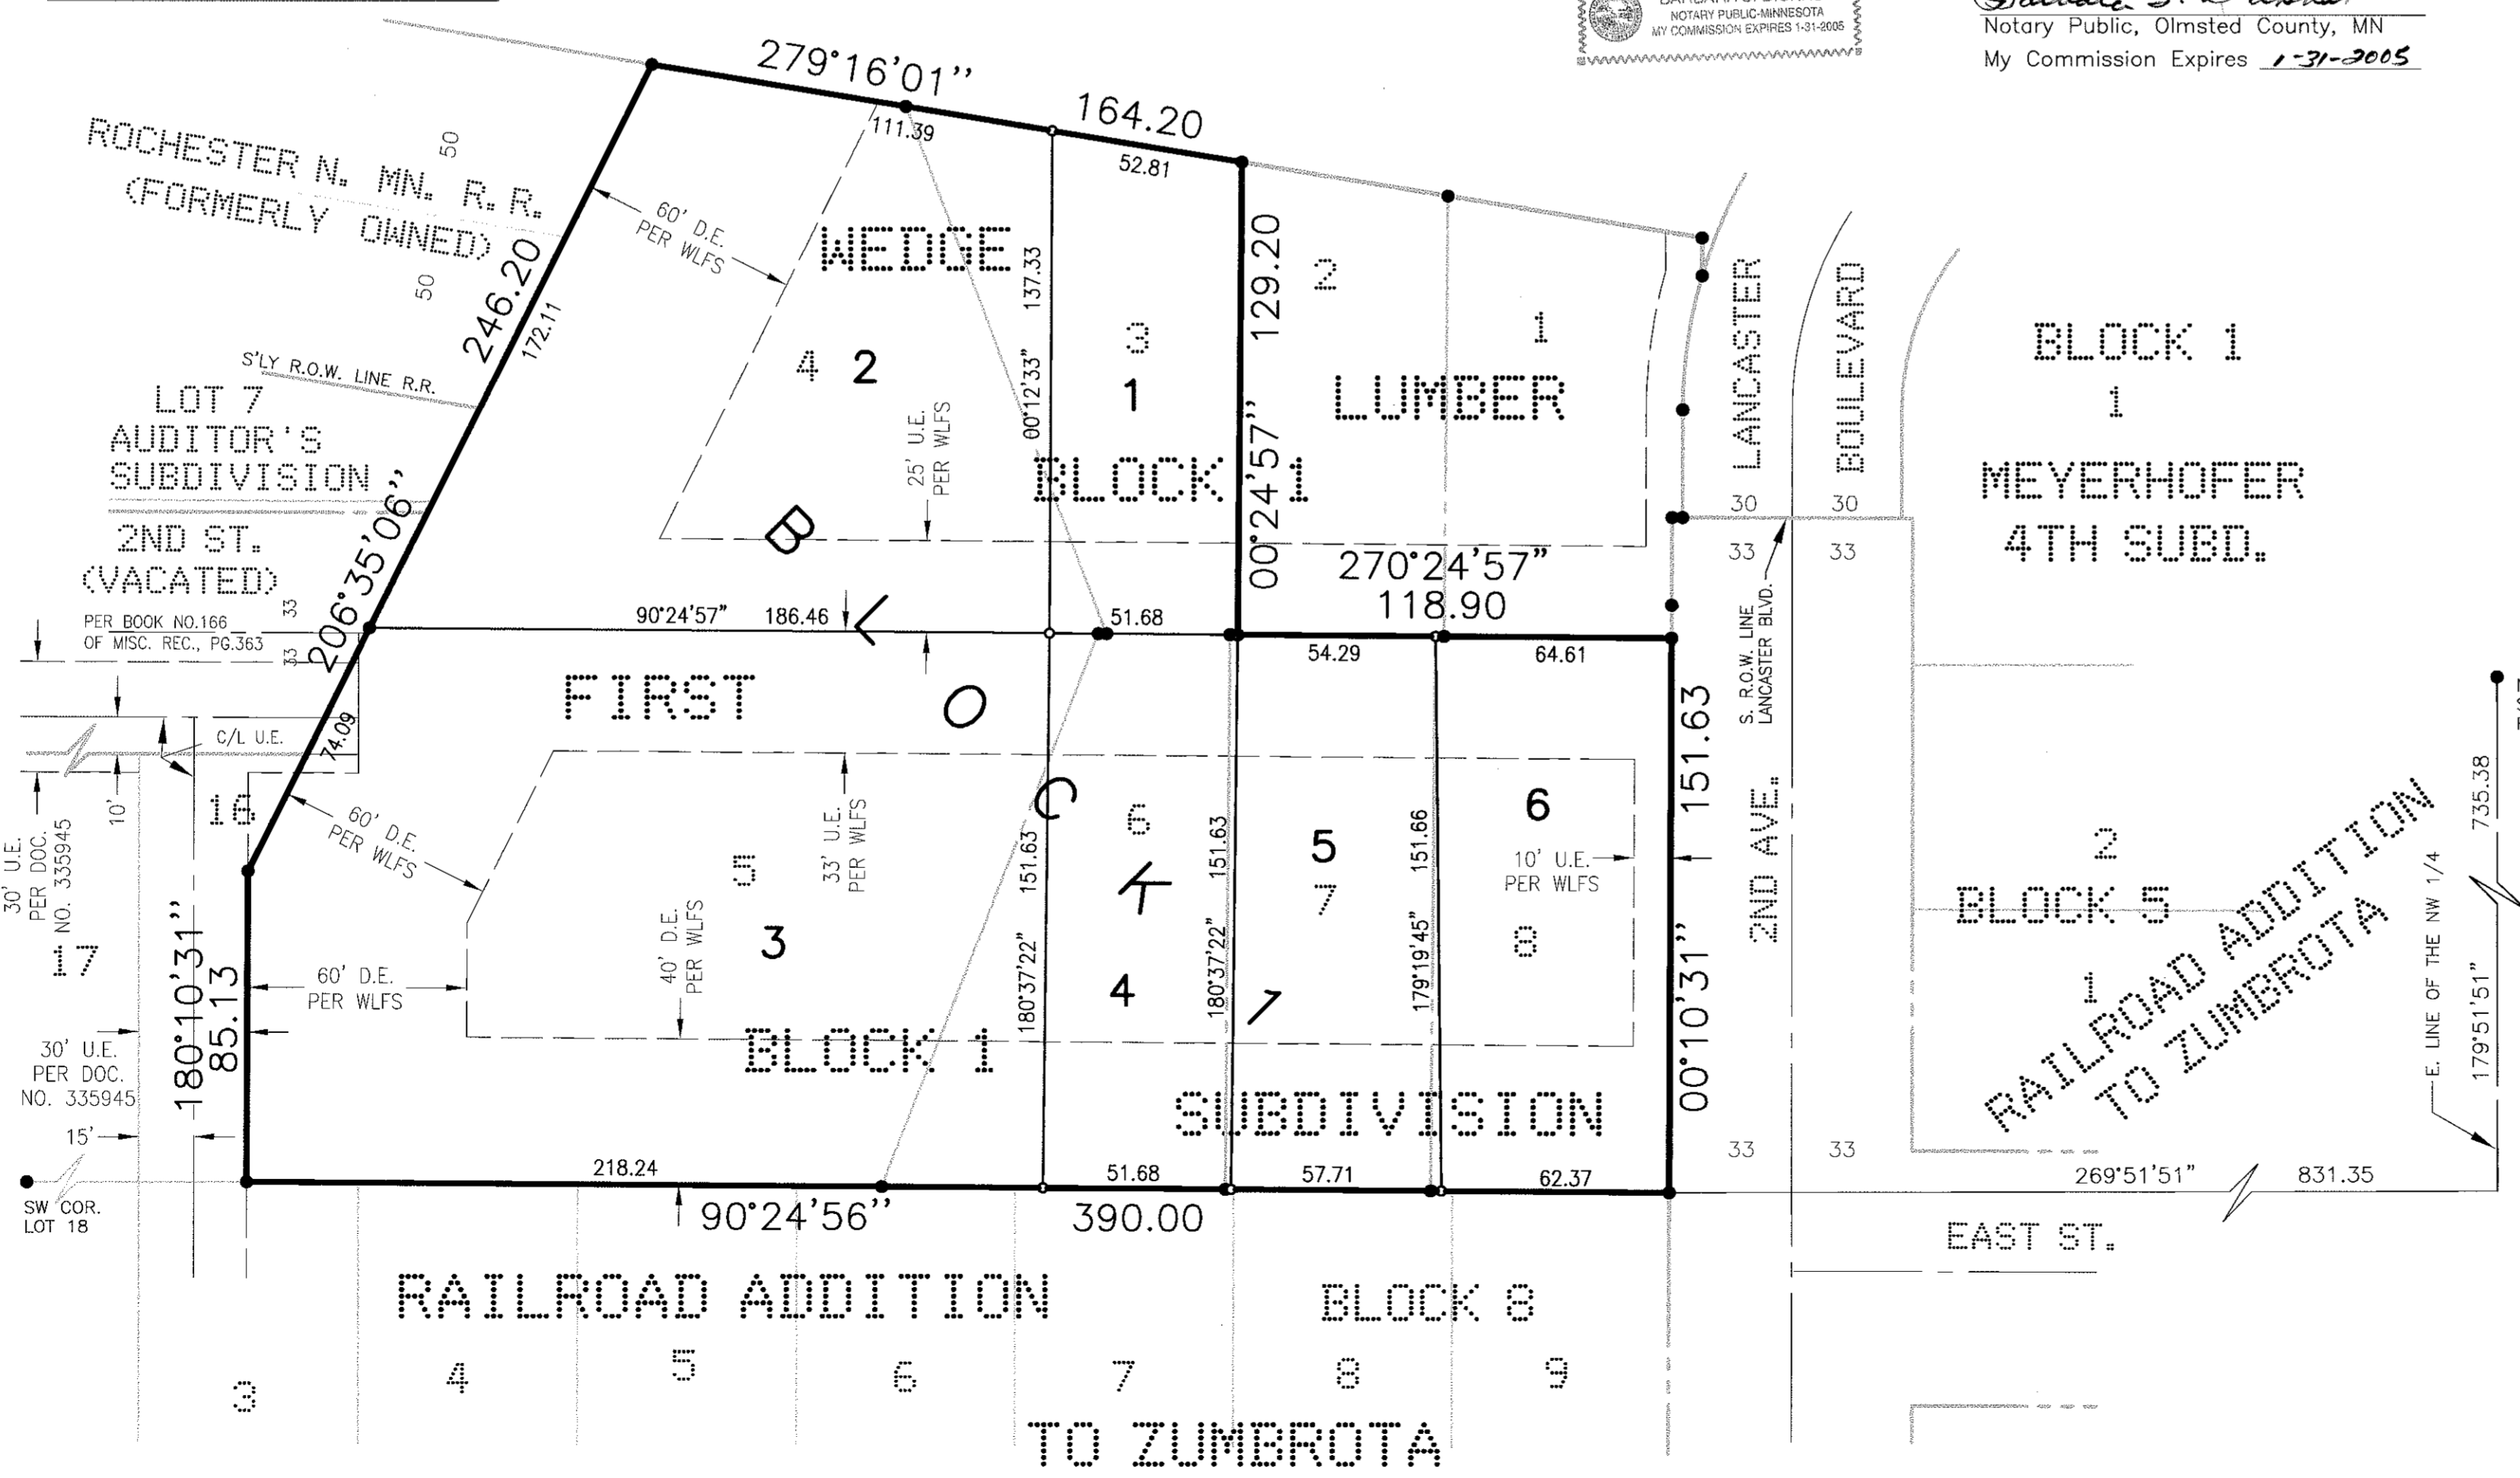 NOTARY PUBLIC-MINNESOTA
MY COMMISSION EXPIRES 1-31-2005
Notary Public, Olmsted County, MN
My Commission Expires 1-31-2005
279°16'01"
164.20
111.39
52.81
ROCHESTER N. MN. R.R.
(FORMERLY OWNED)
50
50
246.20
172.11
206°35'06"
74.09
60' D.E.
PER WLFS
WEDGE
137.33
00°12'33"
129.20
00°24'57"
2
3
1
1
4 2
LUMBER
BLOCK 1
25' U.E.
PER WLFS
S'LY R.O.W. LINE R.R.
LOT 7
AUDITOR'S
SUBDIVISION
2ND ST.
(VACATED)
PER BOOK NO.166
OF MISC. REC., PG.363
33
33
LANCASTER
BOULEVARD
30
30
33
33
BLOCK 1
1
MEYERHOFER
4TH SUBD.
270°24'57"
118.90
90°24'57" 186.46
51.68
54.29
64.61
BLOCK 1
S. R.O.W. LINE
LANCASTER BLVD.
2ND AVE.
FIRST
C/L U.E.
10'
16
17
30' U.E.
PER DOC.
NO. 335945
60' D.E.
PER WLFS
33' U.E.
PER WLFS
5
3
40' D.E.
PER WLFS
60' D.E.
PER WLFS
151.63
180°37'22"
6
4
151.63
180°37'22"
5
7
151.66
179°19'45"
6
8
10' U.E.
PER WLFS
151.63
00°10'31"
180°10'31"
85.13
30' U.E.
PER DOC.
NO. 335945
15'
BLOCK 1
SUBDIVISION
2
BLOCK 5
1
RAILROAD ADDITION
TO ZUMBROTA
E. LINE OF THE NW 1/4
179°51'51"
735.38
33
33
269°51'51"
831.35
SW COR.
LOT 18
218.24
51.68
57.71
62.37
90°24'56"
390.00
EAST ST.
RAILROAD ADDITION
BLOCK 8
3
4
5
6
7
8
9
TO ZUMBROTA